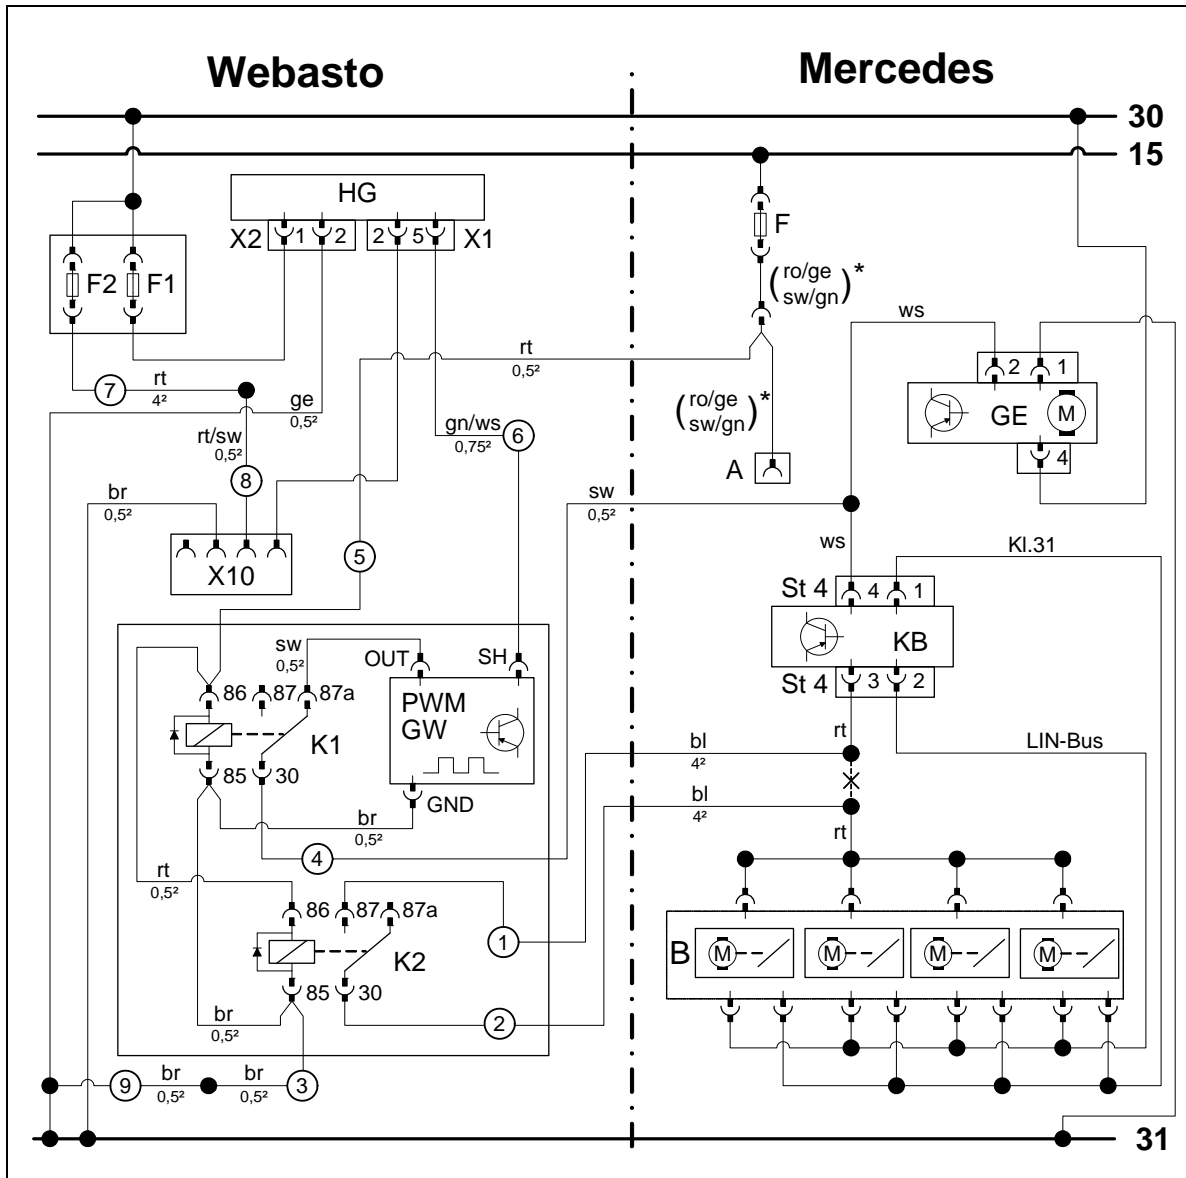 Webasto
Mercedes
30
15
HG
X2 1 2 2 5 X1
F2 F1
F
(ro/ge
sw/gn)*
ws
rt
0,5²
2 1
7
rt
4²
ge
0,5²
(ro/ge
sw/gn)*
GE
M
gn/ws
0,75²
6
rt/sw
0,5²
4
A
8
br
0,5²
sw
0,5²
ws
Kl.31
5
X10
St 4 4 1
KB
St 4 3 2
sw
0,5²
OUT
SH
86 87 87a
PWM
GW
K1
rt
LIN-Bus
bl
4²
85 30
GND
bl
4²
br
0,5²
rt
4
rt
0,5²
86 87 87a
1
B
M
M
M
M
K2
85 30
br
0,5²
2
9
br
0,5²
br
0,5²
3
31